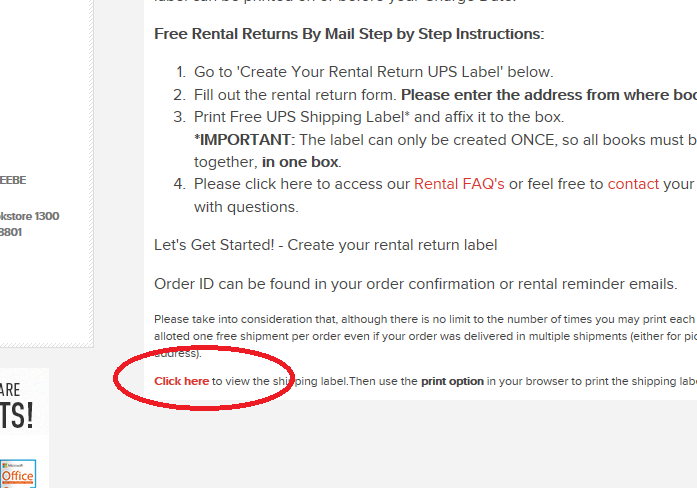 label can be printed on or before your Charge Date.
Free Rental Returns By Mail Step by Step Instructions:
1. Go to 'Create Your Rental Return UPS Label' below.
2. Fill out the rental return form. Please enter the address from where boo
3. Print Free UPS Shipping Label* and affix it to the box.
*IMPORTANT: The label can only be created ONCE, so all books must b
together, in one box.
4. Please click here to access our Rental FAQ's or feel free to contact your
with questions.
Let's Get Started! - Create your rental return label
Order ID can be found in your order confirmation or rental reminder emails.
Please take into consideration that, although there is no limit to the number of times you may print each
alloted one free shipment per order even if your order was delivered in multiple shipments (either for pic
address).
Click here to view the shipping label.Then use the print option in your browser to print the shipping labe
EEBE
kstore 1300
8801
ARE
TS!
Microsoft
Office